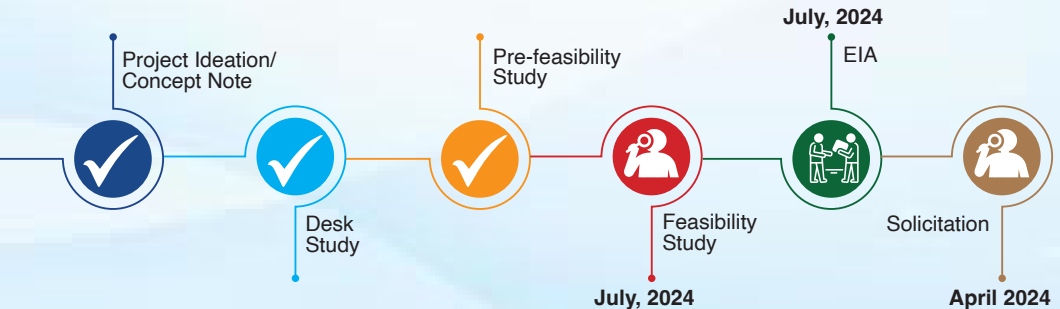 Project Ideation/
Concept Note
Desk
Study
Pre-feasibility
Study
Feasibility
Study
July, 2024
July, 2024
EIA
Solicitation
April 2024